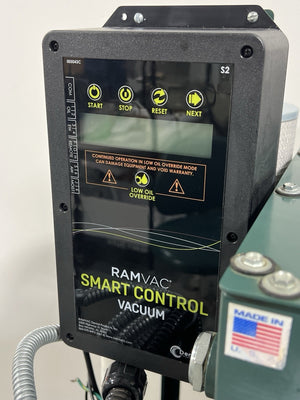 000045C
S2
START
STOP
RESET
NEXT
CONTINUED OPERATION IN LOW OIL OVERRIDE MODE
CAN DAMAGE EQUIPMENT AND VOID WARRANTY.
LOW OIL
OVERRIDE
RAMVAC®
SMART CONTROL
VACUUM
MADE IN
U.